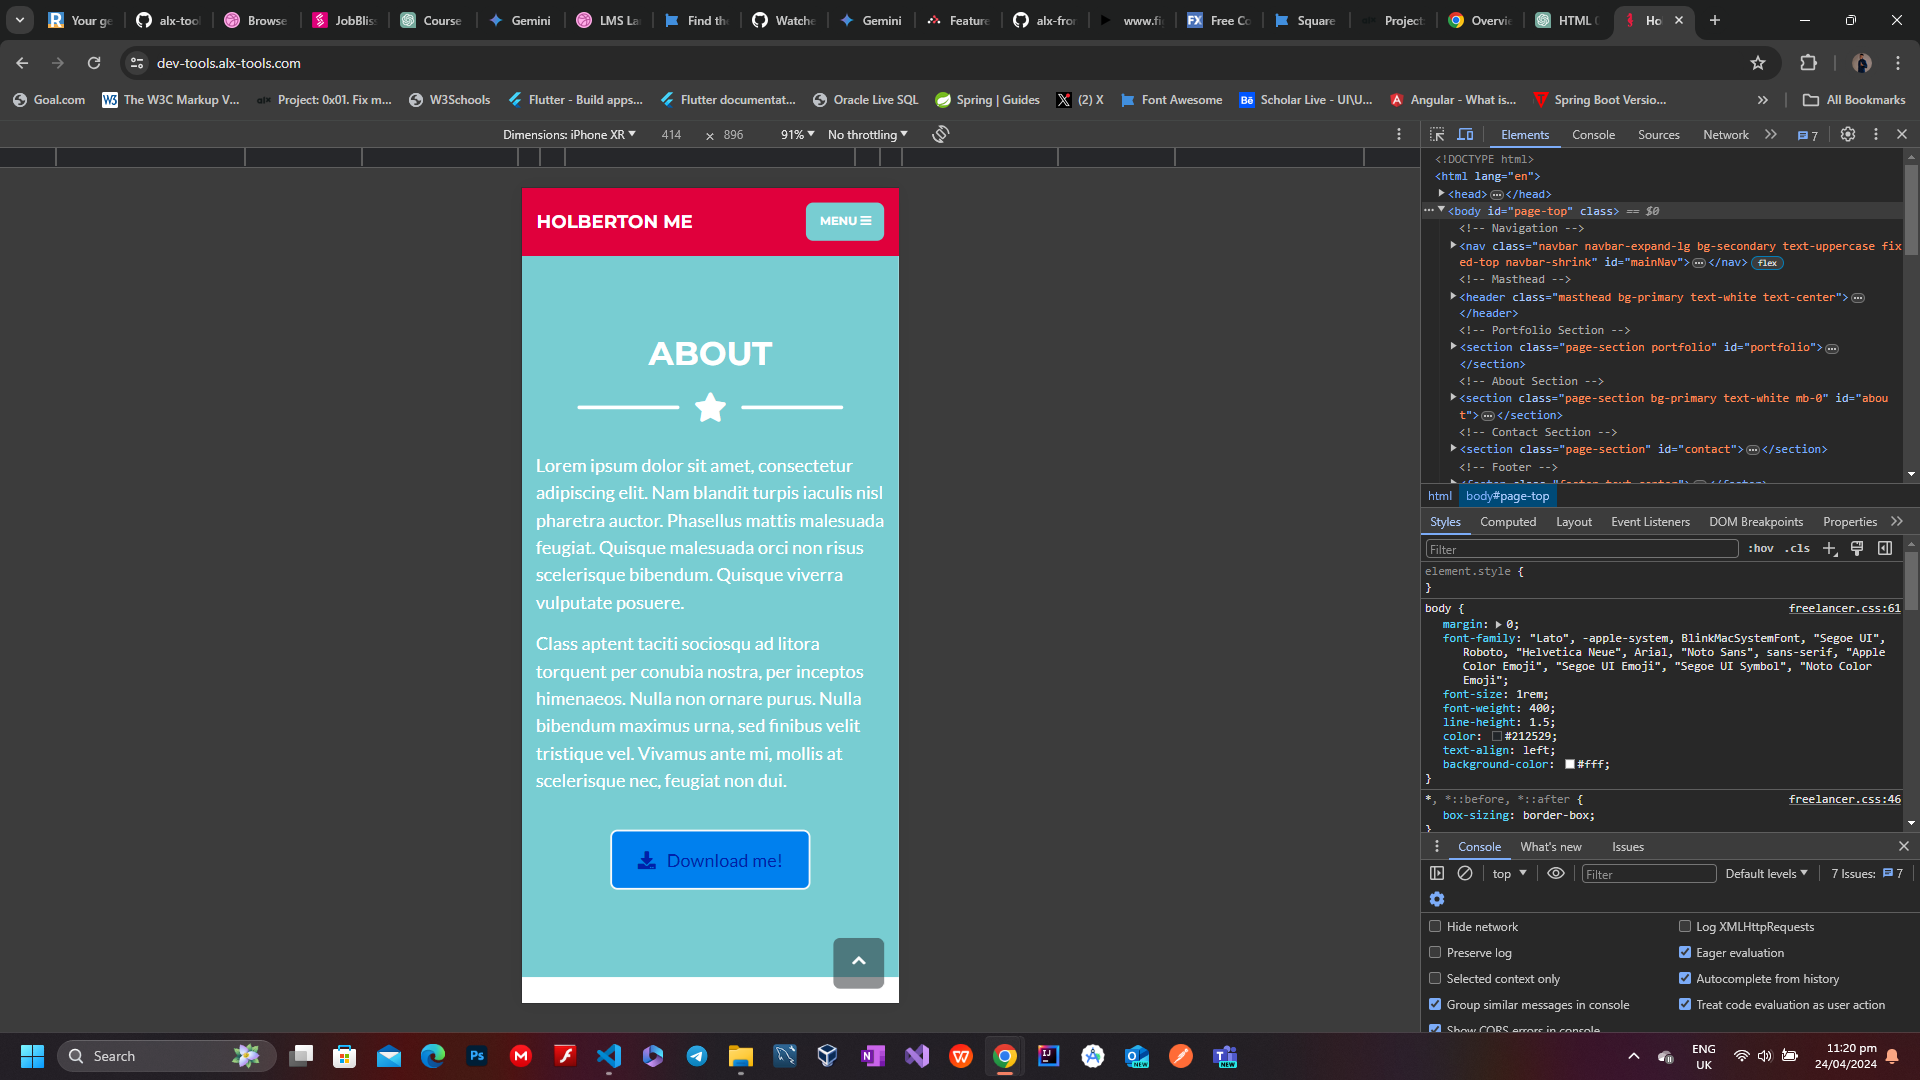 Your ge
alx-tool
Browse
JobBlis
Course
Gemini
LMS La
Find the
Watche
Gemini
Feature
alx-fror
www.fi
Free Co
Square
Project
Overvie
HTML (
Ho
dev-tools.alx-tools.com
Goal.com
The W3C Markup V...
Project: 0x01. Fix m...
W3Schools
Flutter - Build apps...
Flutter documentat...
Oracle Live SQL
Spring | Guides
(2) X
Font Awesome
Scholar Live - UI\U...
Angular - What is...
Spring Boot Versio...
All Bookmarks
Dimensions: iPhone XR
414
×
896
91%
No throttling
HOLBERTON ME
MENU
ABOUT
Lorem ipsum dolor sit amet, consectetur
adipiscing elit. Nam blandit turpis iaculis nisl
pharetra auctor. Phasellus mattis malesuada
feugiat. Quisque malesuada orci non risus
scelerisque bibendum. Quisque viverra
vulputate posuere.
Class aptent taciti sociosqu ad litora
torquent per conubia nostra, per inceptos
himenaeos. Nulla non ornare purus. Nulla
bibendum maximus urna, sed finibus velit
tristique vel. Vivamus ante mi, mollis at
scelerisque nec, feugiat non dui.
Download me!
Elements
Console
Sources
Network
7
<!DOCTYPE html>
<html lang="en">
<head>…</head>
<body id="page-top" class> == $0
<!-- Navigation -->
<nav class="navbar navbar-expand-lg bg-secondary text-uppercase fix
ed-top navbar-shrink" id="mainNav">…</nav> flex
<!-- Masthead -->
<header class="masthead bg-primary text-white text-center">…
</header>
<!-- Portfolio Section -->
<section class="page-section portfolio" id="portfolio">…
</section>
<!-- About Section -->
<section class="page-section bg-primary text-white mb-0" id="abou
t">…</section>
<!-- Contact Section -->
<section class="page-section" id="contact">…</section>
<!-- Footer -->
<footer class="footer text-center">…</footer>
html
body#page-top
Styles
Computed
Layout
Event Listeners
DOM Breakpoints
Properties
Filter
:hov
.cls
element.style {
}
body {
freelancer.css:61
margin: 0;
font-family: "Lato", -apple-system, BlinkMacSystemFont, "Segoe UI",
Roboto, "Helvetica Neue", Arial, "Noto Sans", sans-serif, "Apple
Color Emoji", "Segoe UI Emoji", "Segoe UI Symbol", "Noto Color
Emoji";
font-size: 1rem;
font-weight: 400;
line-height: 1.5;
color: #212529;
text-align: left;
background-color: #fff;
}
*, *::before, *::after {
freelancer.css:46
box-sizing: border-box;
}
Console
What's new
Issues
top
Filter
Default levels
7 Issues: 7
Hide network
Log XMLHttpRequests
Preserve log
Eager evaluation
Selected context only
Autocomplete from history
Group similar messages in console
Treat code evaluation as user action
Show CORS errors in console
Search
ENG
UK
11:20 pm
24/04/2024